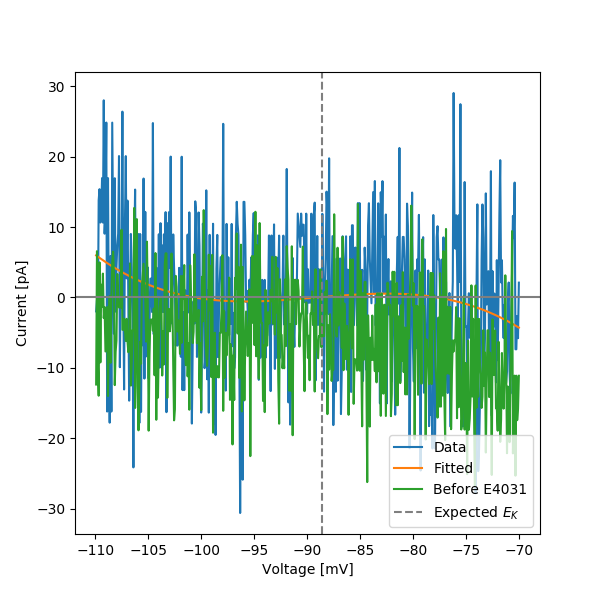 30
20
10
0
−10
−20
−30
Current [pA]
−110
−105
−100
−95
−90
−85
−80
−75
−70
Voltage [mV]
Data
Fitted
Before E4031
Expected E_K